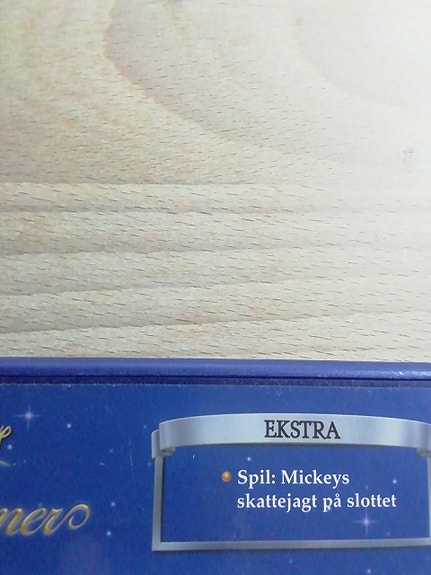 EKSTRA
Spil: Mickeys
skattejagt på slottet